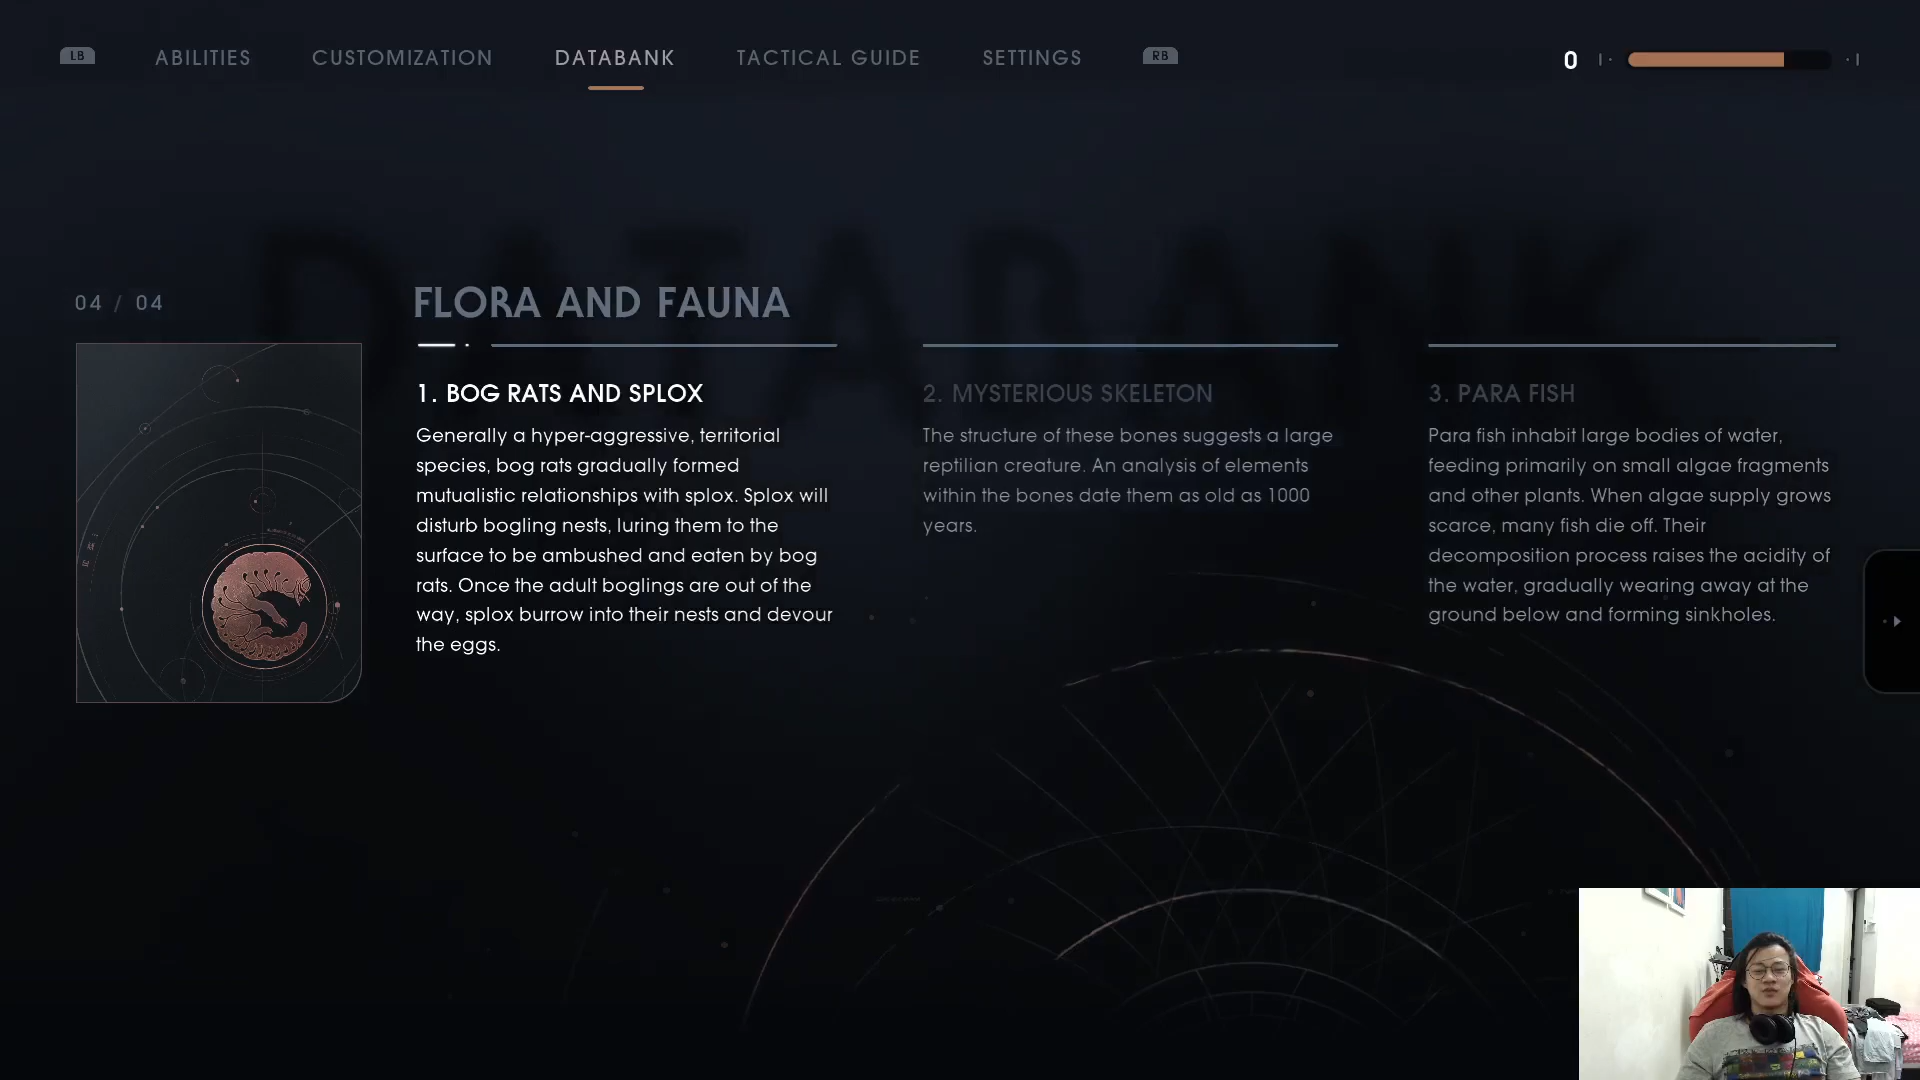 LB ABILITIES CUSTOMIZATION DATABANK TACTICAL GUIDE SETTINGS RB 0
DATABANK
04 / 04
FLORA AND FAUNA
1. BOG RATS AND SPLOX
Generally a hyper-aggressive, territorial
species, bog rats gradually formed
mutualistic relationships with splox. Splox will
disturb bogling nests, luring them to the
surface to be ambushed and eaten by bog
rats. Once the adult boglings are out of the
way, splox burrow into their nests and devour
the eggs.
2. MYSTERIOUS SKELETON
The structure of these bones suggests a large
reptilian creature. An analysis of elements
within the bones date them as old as 1000
years.
3. PARA FISH
Para fish inhabit large bodies of water,
feeding primarily on small algae fragments
and other plants. When algae supply grows
scarce, many fish die off. Their
decomposition process raises the acidity of
the water, gradually wearing away at the
ground below and forming sinkholes.